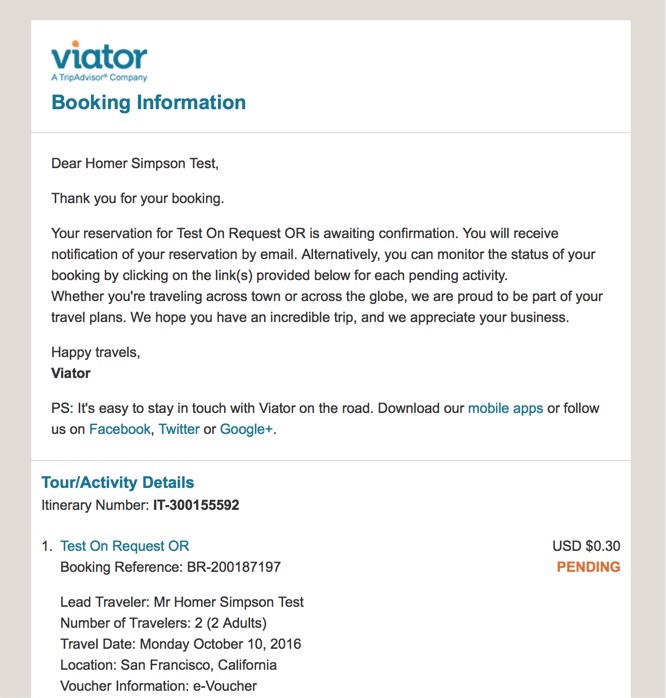 viator
A TripAdvisor® Company
Booking Information
Dear Homer Simpson Test,
Thank you for your booking.
Your reservation for Test On Request OR is awaiting confirmation. You will receive
notification of your reservation by email. Alternatively, you can monitor the status of your
booking by clicking on the link(s) provided below for each pending activity.
Whether you're traveling across town or across the globe, we are proud to be part of your
travel plans. We hope you have an incredible trip, and we appreciate your business.
Happy travels,
Viator
PS: It's easy to stay in touch with Viator on the road. Download our mobile apps or follow
us on Facebook, Twitter or Google+.
Tour/Activity Details
Itinerary Number: IT-300155592
1. Test On Request OR USD $0.30
Booking Reference: BR-200187197 PENDING
Lead Traveler: Mr Homer Simpson Test
Number of Travelers: 2 (2 Adults)
Travel Date: Monday October 10, 2016
Location: San Francisco, California
Voucher Information: e-Voucher